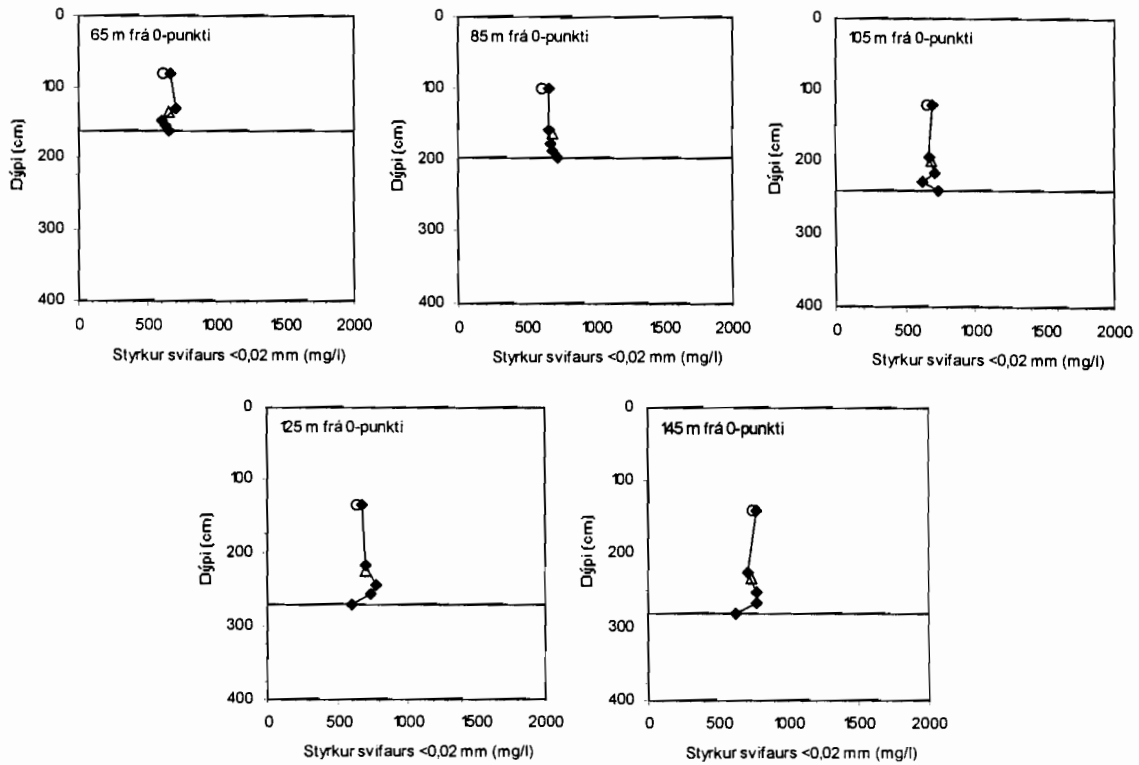 65 m frá 0-punkti
0
100
200
300
400
Dýpi (cm)
0 500 1000 1500 2000
Styrkur svifaurs <0,02 mm (mg/l)
85 m frá 0-punkti
0
100
200
300
400
Dýpi (cm)
0 500 1000 1500 2000
Styrkur svifaurs <0,02 mm (mg/l)
105 m frá 0-punkti
0
100
200
300
400
Dýpi (cm)
0 500 1000 1500 2000
Styrkur svifaurs <0,02 mm (mg/l)
125 m frá 0-punkti
0
100
200
300
400
Dýpi (cm)
0 500 1000 1500 2000
Styrkur svifaurs <0,02 mm (mg/l)
145 m frá 0-punkti
0
100
200
300
400
Dýpi (cm)
0 500 1000 1500 2000
Styrkur svifaurs <0,02 mm (mg/l)